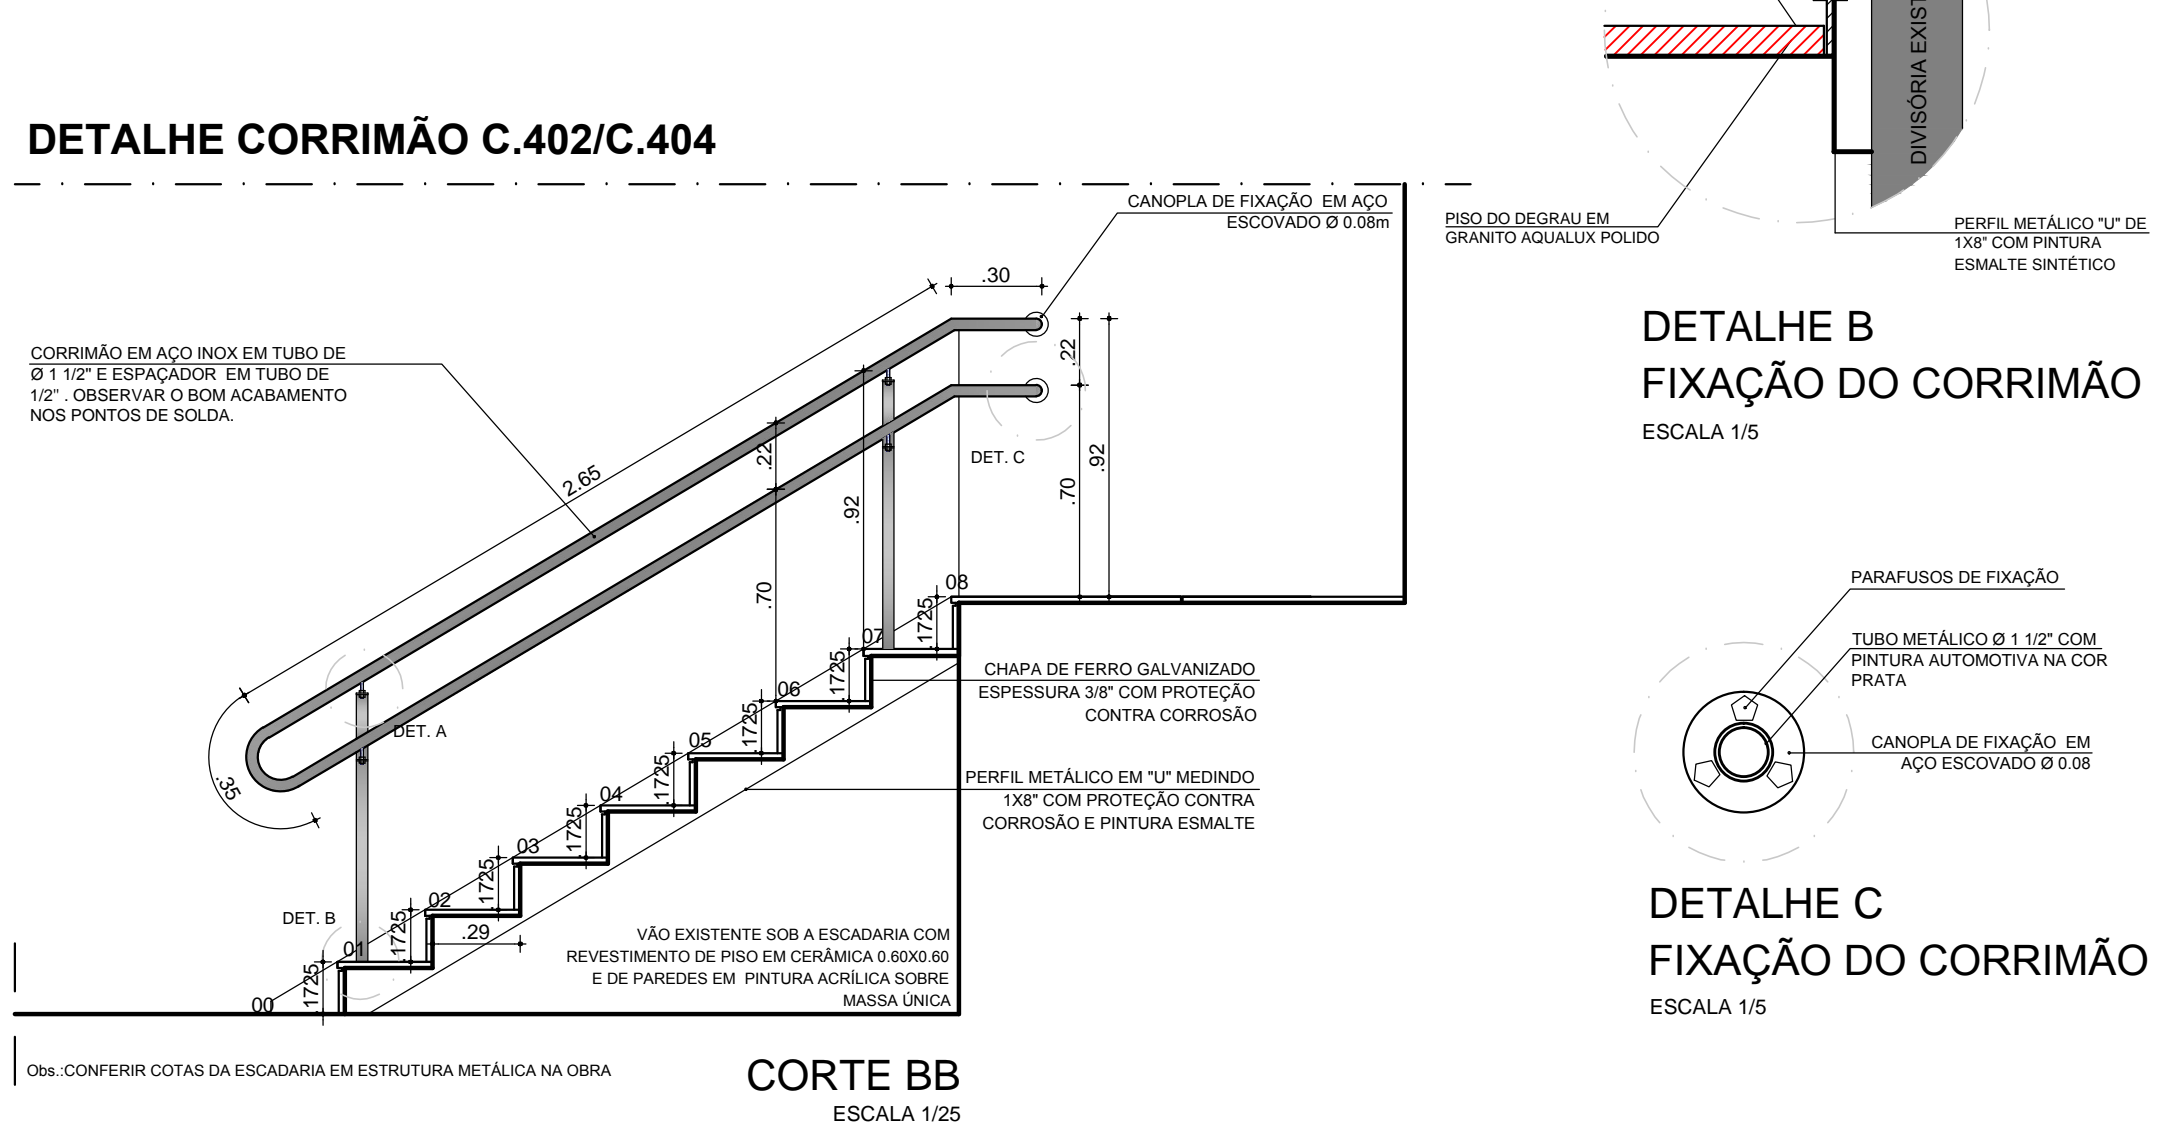 DETALHE CORRIMÃO C.402/C.404
CANOPLA DE FIXAÇÃO EM AÇO
ESCOVADO Ø 0.08m
.30
CORRIMÃO EM AÇO INOX EM TUBO DE
Ø 1 1/2" E ESPAÇADOR EM TUBO DE
1/2" . OBSERVAR O BOM ACABAMENTO
NOS PONTOS DE SOLDA.
2.65
.22
.70
.92
.22
.70
.92
DET. C
.35
DET. A
DET. B
00
01
02
03
04
05
06
07
08
.1725
.1725
.1725
.1725
.1725
.1725
.1725
.1725
.29
CHAPA DE FERRO GALVANIZADO
ESPESSURA 3/8" COM PROTEÇÃO
CONTRA CORROSÃO
PERFIL METÁLICO EM "U" MEDINDO
1X8" COM PROTEÇÃO CONTRA
CORROSÃO E PINTURA ESMALTE
VÃO EXISTENTE SOB A ESCADARIA COM
REVESTIMENTO DE PISO EM CERÂMICA 0.60X0.60
E DE PAREDES EM PINTURA ACRÍLICA SOBRE
MASSA ÚNICA
Obs.:CONFERIR COTAS DA ESCADARIA EM ESTRUTURA METÁLICA NA OBRA
CORTE BB
ESCALA 1/25
DIVISÓRIA EXIST
PISO DO DEGRAU EM
GRANITO AQUALUX POLIDO
PERFIL METÁLICO "U" DE
1X8" COM PINTURA
ESMALTE SINTÉTICO
DETALHE B
FIXAÇÃO DO CORRIMÃO
ESCALA 1/5
PARAFUSOS DE FIXAÇÃO
TUBO METÁLICO Ø 1 1/2" COM
PINTURA AUTOMOTIVA NA COR
PRATA
CANOPLA DE FIXAÇÃO EM
AÇO ESCOVADO Ø 0.08
DETALHE C
FIXAÇÃO DO CORRIMÃO
ESCALA 1/5